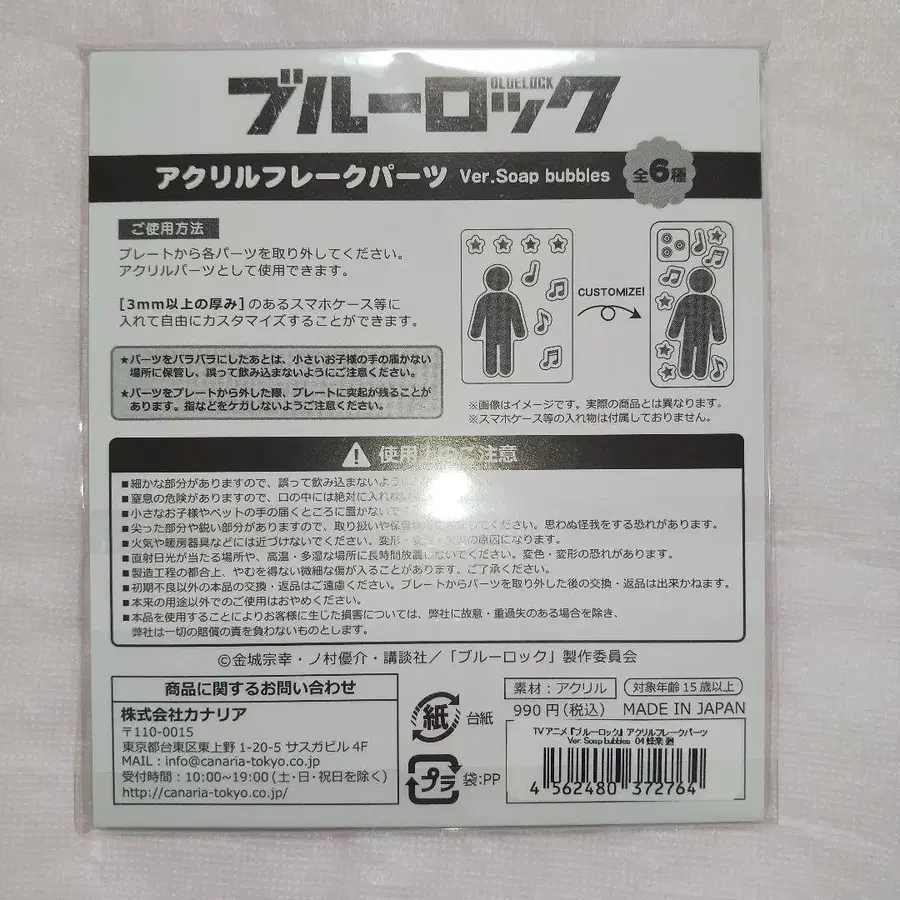 ブルーロック
BLUELOCK
アクリルフレークパーツ Ver.Soap bubbles
全6種
ご使用方法
プレートから各パーツを取り外してください。
アクリルパーツとして使用できます。
[3mm以上の厚み]のあるスマホケース等に
入れて自由にカスタマイズすることができます。
★パーツをバラバラにしたあとは、小さいお子様の手の届かない
場所に保管し、誤って飲み込まないようにご注意ください。
★パーツをプレートから外した際、プレートに突起が残ることが
あります。指などをケガしないようご注意ください。
CUSTOMIZE!
※画像はイメージです。実際の商品とは異なります。
※スマホケース等の入れ物は付属しておりません。
使用 のご注意
■細かな部分がありますので、誤って飲み込まないように
■窒息の危険がありますので、口の中には絶対に入れない
■小さなお子様やペットの手の届くところに置かないで
■尖った部分や鋭い部分がありますので、取り扱いや保管 してください。思わぬ怪我をする恐れがあります。
■火気や暖房器具などには近づけないでください。変形・変 の原因になります。
■直射日光が当たる場所や、高温・多湿な場所に長時間放置しないでください。変色・変形の恐れがあります。
■製造工程の都合上、やむを得ない微細な傷が入ることがあります。ご了承ください。
■初期不良以外の本品の交換・返品はご遠慮ください。プレートからパーツを取り外した後の交換・返品は出来かねます。
■本来の用途以外でのご使用はおやめください。
■本品を使用することによりお客様に生じた損害については、弊社に故意・重過失のある場合を除き、
弊社は一切の賠償の責を負わないものとします。
©金城宗幸・ノ村優介・講談社／「ブルーロック」製作委員会
商品に関するお問い合わせ
株式会社カナリア
〒110-0015
東京都台東区東上野 1-20-5 サスガビル 4F
MAIL：info@canaria-tokyo.co.jp
受付時間：10:00~19:00 (土・日・祝日を除く)
http://canaria-tokyo.co.jp/
紙 台紙
プラ 袋:PP
素材：アクリル
対象年齢 15 歳以上
990円(税込) MADE IN JAPAN
TVアニメ『ブルーロック』アクリルフレークパーツ
Ver. Soap bubbles 04 蜂楽 廻
4 562480 372764